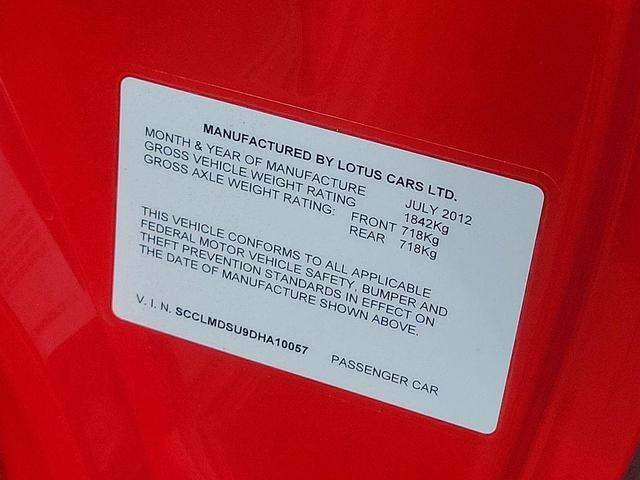 MANUFACTURED BY LOTUS CARS LTD.
MONTH & YEAR OF MANUFACTURE JULY 2012
GROSS VEHICLE WEIGHT RATING 1842Kg
GROSS AXLE WEIGHT RATING: FRONT 718Kg
REAR 718Kg
THIS VEHICLE CONFORMS TO ALL APPLICABLE
FEDERAL MOTOR VEHICLE SAFETY, BUMPER AND
THEFT PREVENTION STANDARDS IN EFFECT ON
THE DATE OF MANUFACTURE SHOWN ABOVE.
V. I. N. SCCLMDSU9DHA10057 PASSENGER CAR